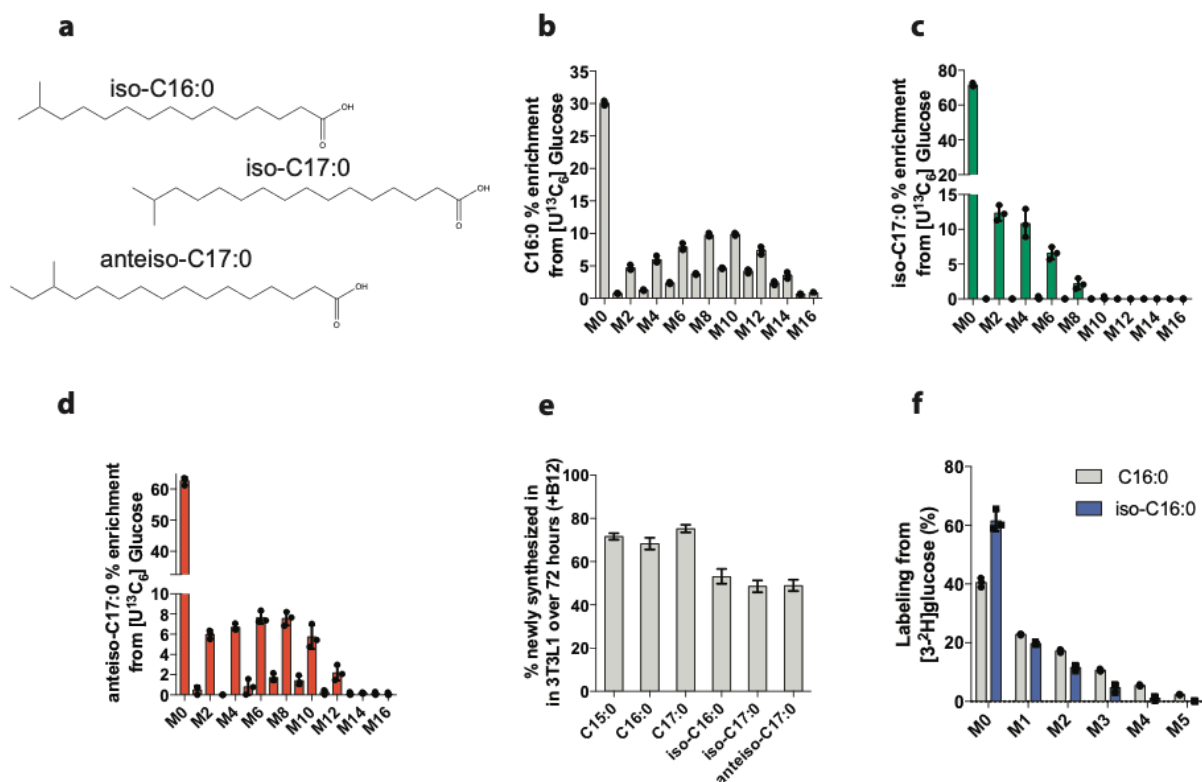 a
iso-C16:0
OH
O
iso-C17:0
OH
O
anteiso-C17:0
OH
O
b
C16:0 % enrichment
from [U13C6] Glucose
35
30
25
20
15
10
5
0
M0
M2
M4
M6
M8
M10
M12
M14
M16
c
iso-C17:0 % enrichment
from [U13C6] Glucose
80
60
40
20
15
10
5
0
M0
M2
M4
M6
M8
M10
M12
M14
M16
d
anteiso-C17:0 % enrichment
from [U13C6] Glucose
60
40
10
8
6
4
2
0
M0
M2
M4
M6
M8
M10
M12
M14
M16
e
% newly synthesized in
in 3T3L1 over 72 hours (+B12)
100
80
60
40
20
0
C15:0
C16:0
C17:0
iso-C16:0
iso-C17:0
anteiso-C17:0
f
Labeling from
[3-2H]glucose (%)
80
60
40
20
0
C16:0
iso-C16:0
M0
M1
M2
M3
M4
M5